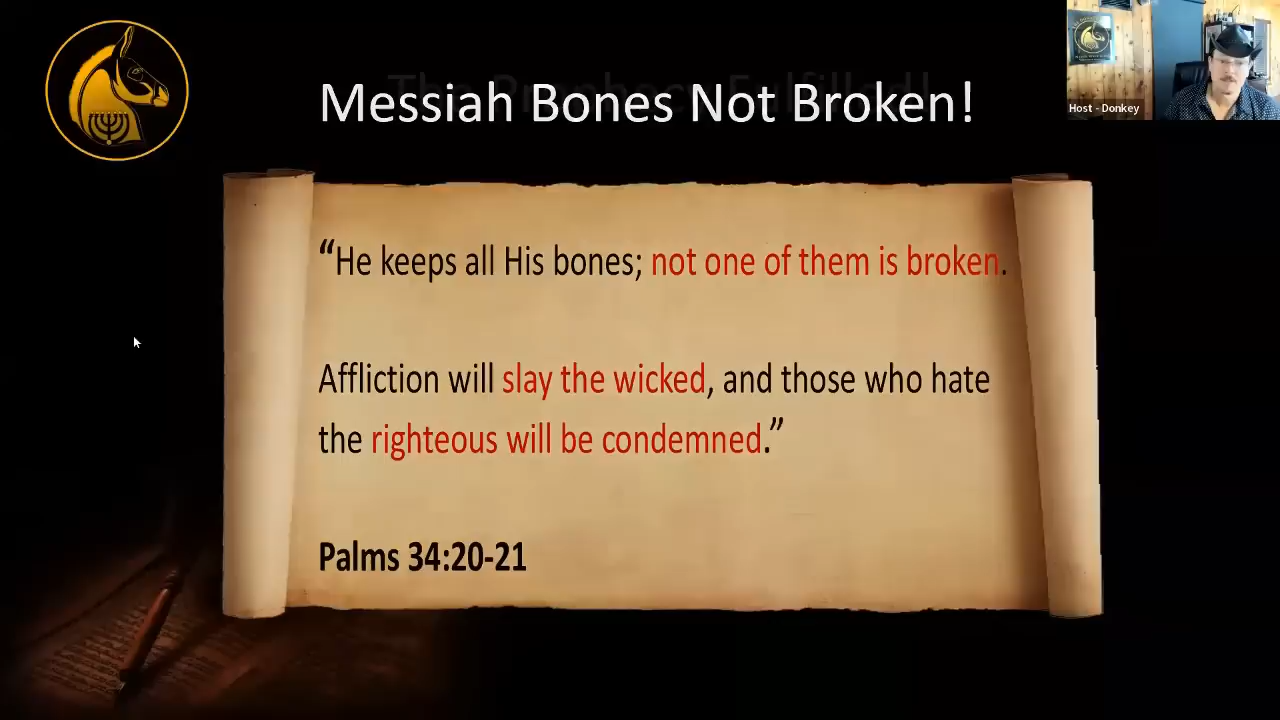 Messiah Bones Not Broken!
Host - Donkey
“He keeps all His bones; not one of them is broken.
Affliction will slay the wicked, and those who hate
the righteous will be condemned.”
Palms 34:20-21